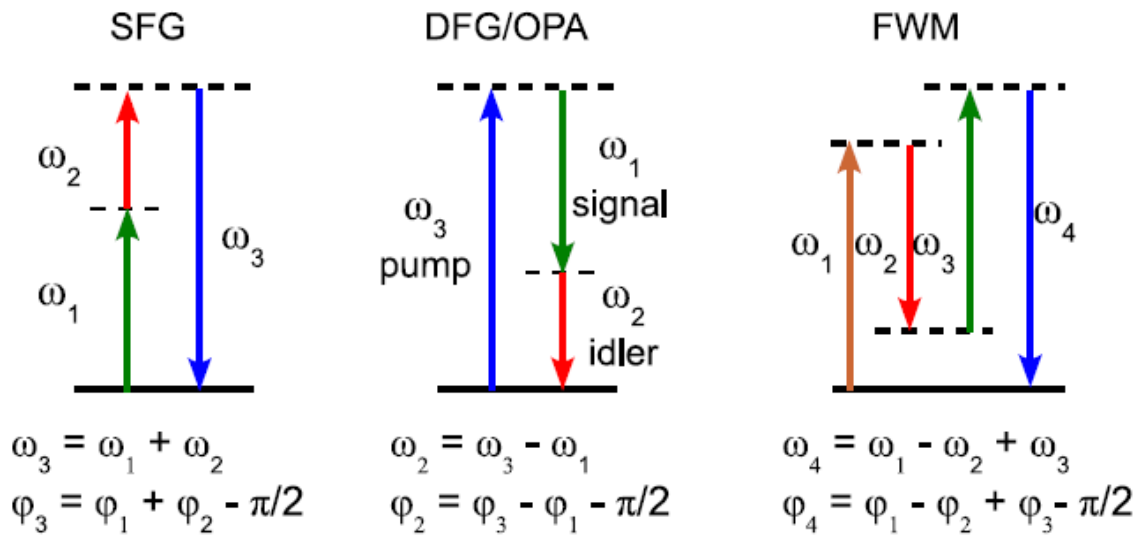 SFG
ω₂
ω₁
ω₃
ω₃ = ω₁ + ω₂
φ₃ = φ₁ + φ₂ - π/2
DFG/OPA
ω₃
pump
ω₁
signal
ω₂
idler
ω₂ = ω₃ - ω₁
φ₂ = φ₃ - φ₁ - π/2
FWM
ω₁ ω₂ ω₃ ω₄
ω₄ = ω₁ - ω₂ + ω₃
φ₄ = φ₁ - φ₂ + φ₃ - π/2